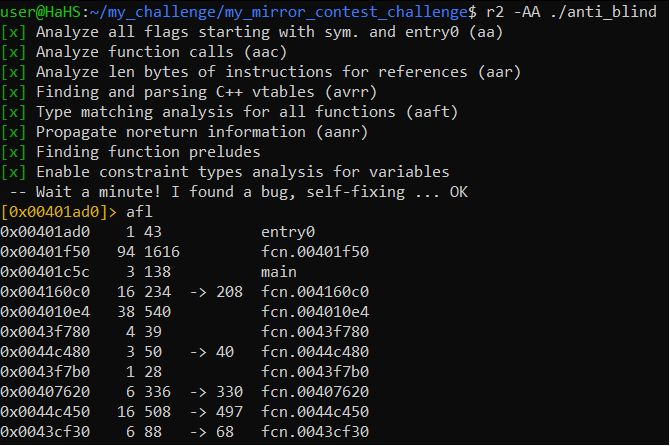 user@HaHS:~/my_challenge/my_mirror_contest_challenge$ r2 -AA ./anti_blind
[x] Analyze all flags starting with sym. and entry0 (aa)
[x] Analyze function calls (aac)
[x] Analyze len bytes of instructions for references (aar)
[x] Finding and parsing C++ vtables (avrr)
[x] Type matching analysis for all functions (aaft)
[x] Propagate noreturn information (aanr)
[x] Finding function preludes
[x] Enable constraint types analysis for variables
 -- Wait a minute! I found a bug, self-fixing ... OK
[0x00401ad0]> afl
0x00401ad0    1 43           entry0
0x00401f50   94 1616         fcn.00401f50
0x00401c5c    3 138          main
0x004160c0   16 234  -> 208  fcn.004160c0
0x004010e4   38 540          fcn.004010e4
0x0043f780    4 39           fcn.0043f780
0x0044c480    3 50   -> 40   fcn.0044c480
0x0043f7b0    1 28           fcn.0043f7b0
0x00407620    6 336  -> 330  fcn.00407620
0x0044c450   16 508  -> 497  fcn.0044c450
0x0043cf30    6 88   -> 68   fcn.0043cf30